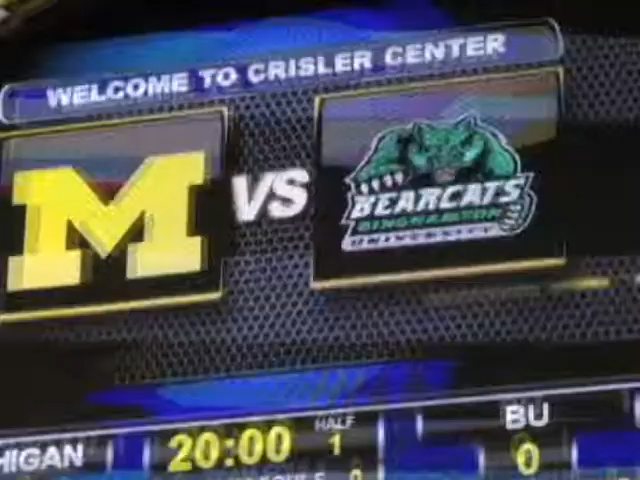 WELCOME TO CRISLER CENTER
M VS BEARCATS
BINGHAMTON
UNIVERSITY
HIGAN 20:00 HALF 1 BU 0
0